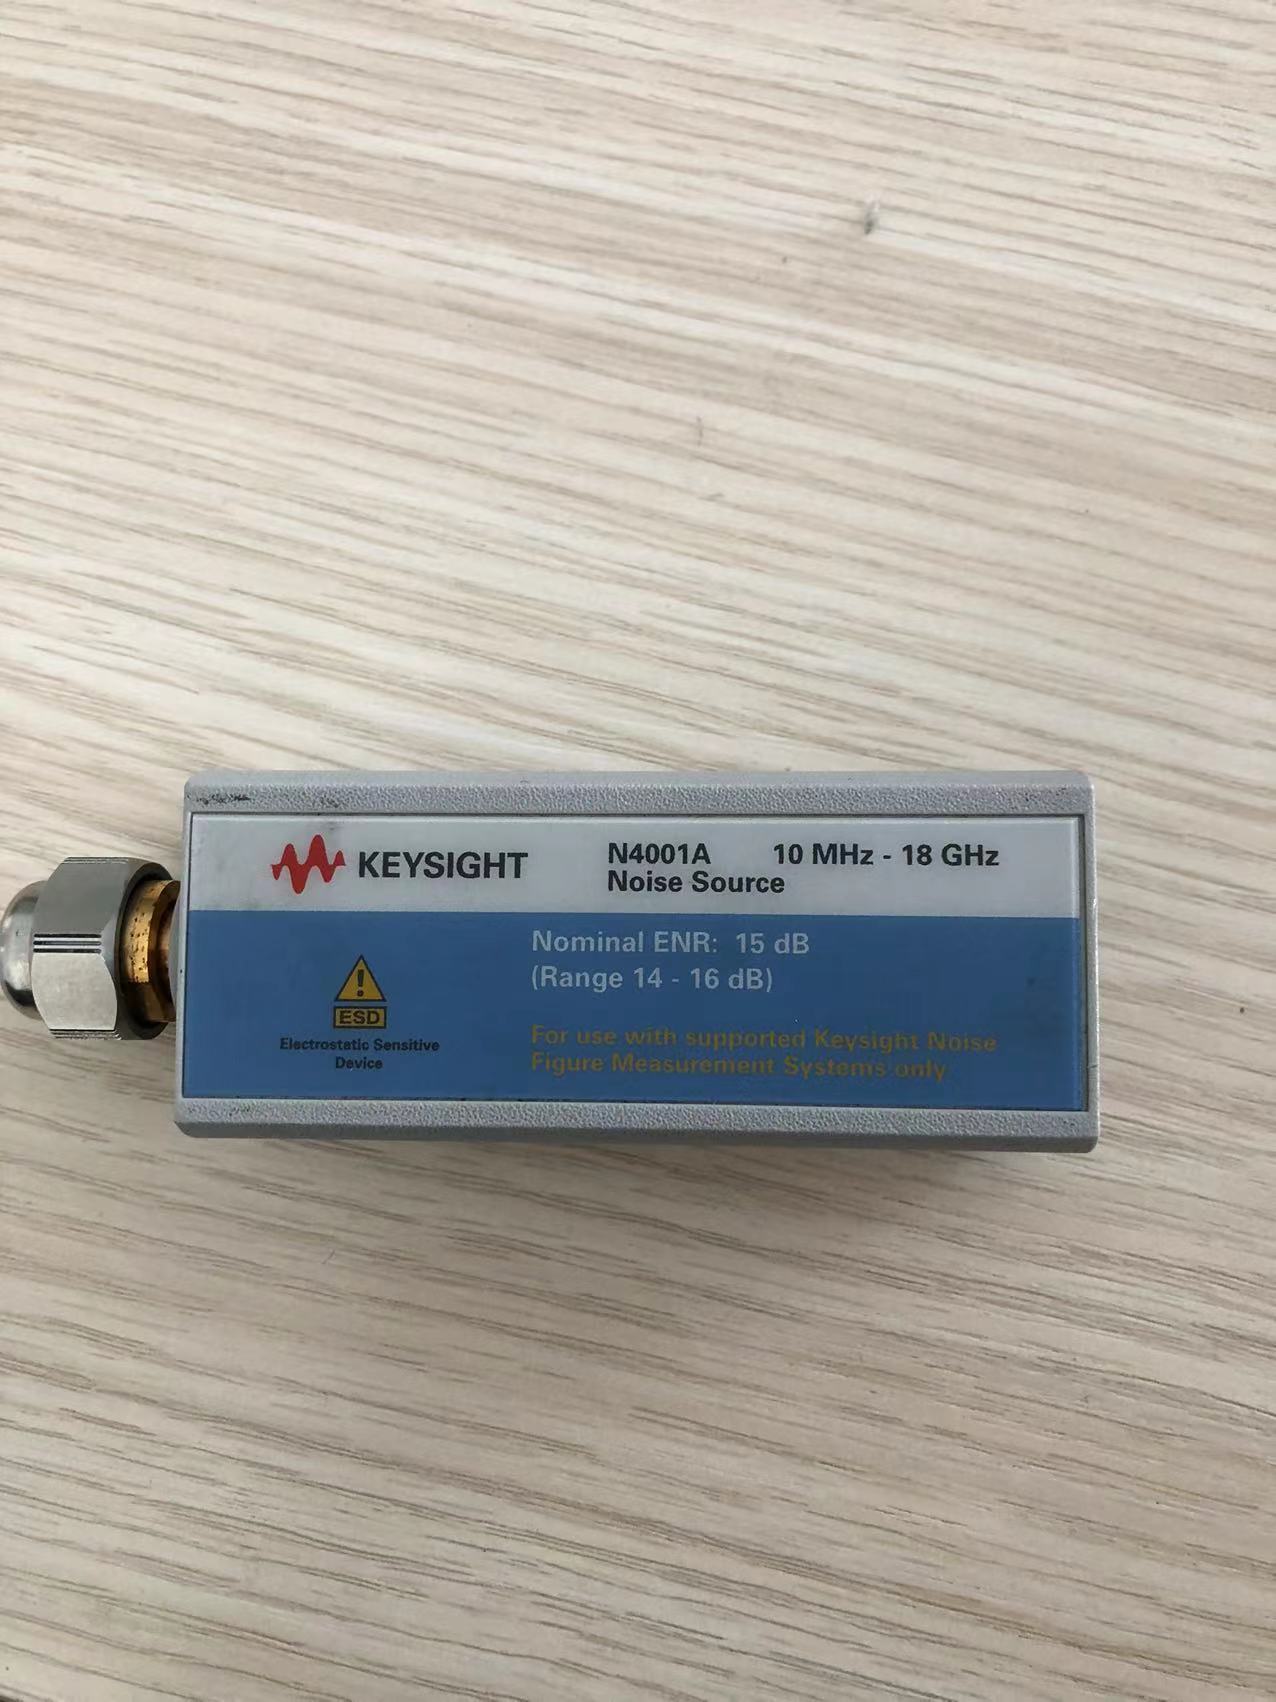 KEYSIGHT
N4001A 10 MHz - 18 GHz
Noise Source
Nominal ENR: 15 dB
(Range 14 - 16 dB)
ESD
Electrostatic Sensitive
Device
For use with supported Keysight Noise
Figure Measurement Systems only